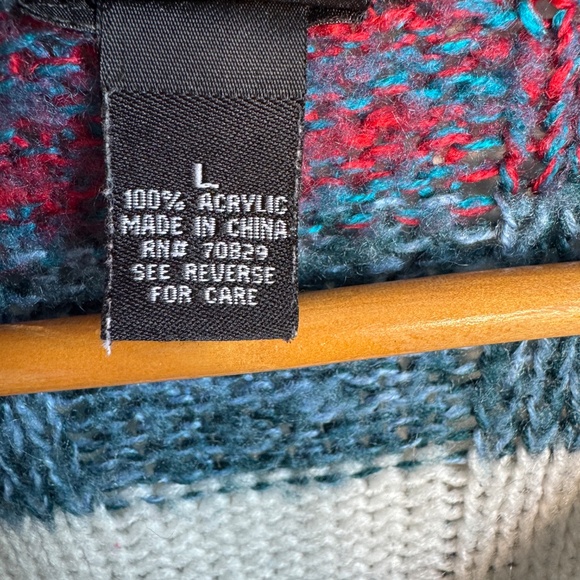 L
100% ACRYLIC
MADE IN CHINA
RN# 70829
SEE REVERSE
FOR CARE